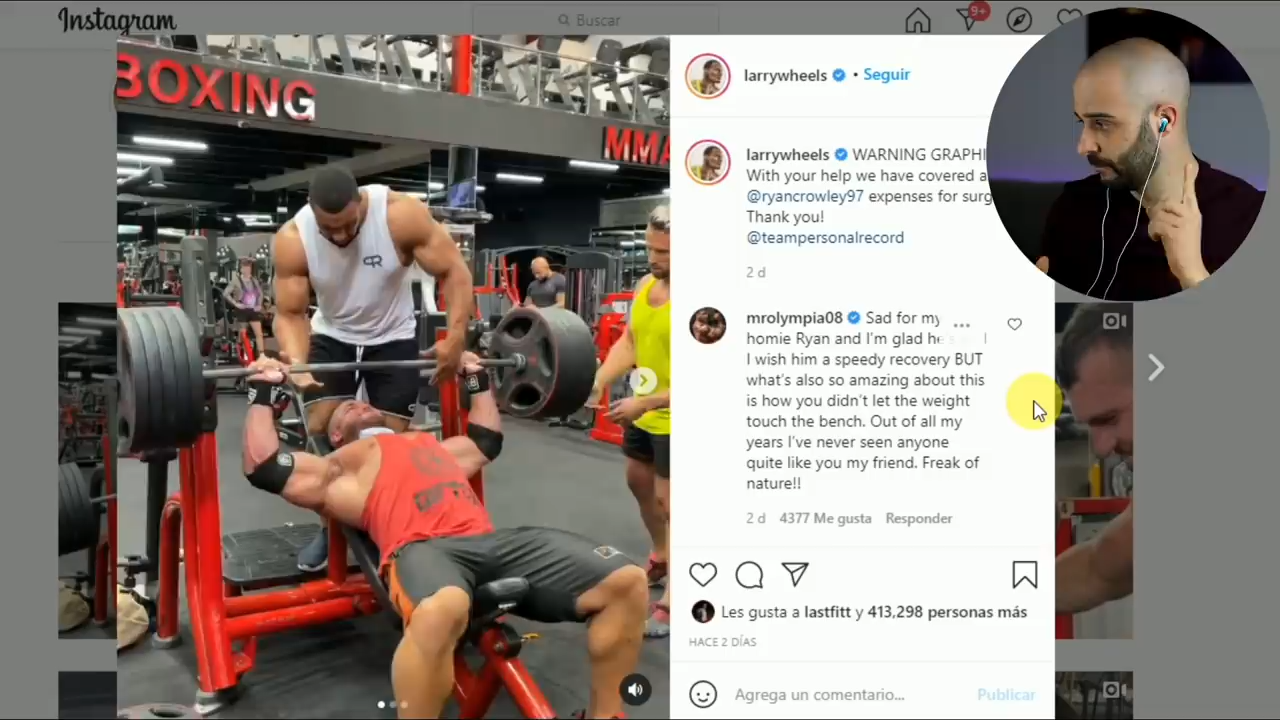 Instagram
Buscar
9+
BOXING
MMA
larrywheels • Seguir
larrywheels WARNING GRAPHI
With your help we have covered a
@ryancrowley97 expenses for surg
Thank you!
@teampersonalrecord
2 d
mrolympia08 Sad for my
homie Ryan and I'm glad he's
I wish him a speedy recovery BUT
what's also so amazing about this
is how you didn't let the weight
touch the bench. Out of all my
years I've never seen anyone
quite like you my friend. Freak of
nature!!
2 d 4377 Me gusta Responder
Les gusta a lastfitt y 413,298 personas más
HACE 2 DÍAS
Agrega un comentario... Publicar